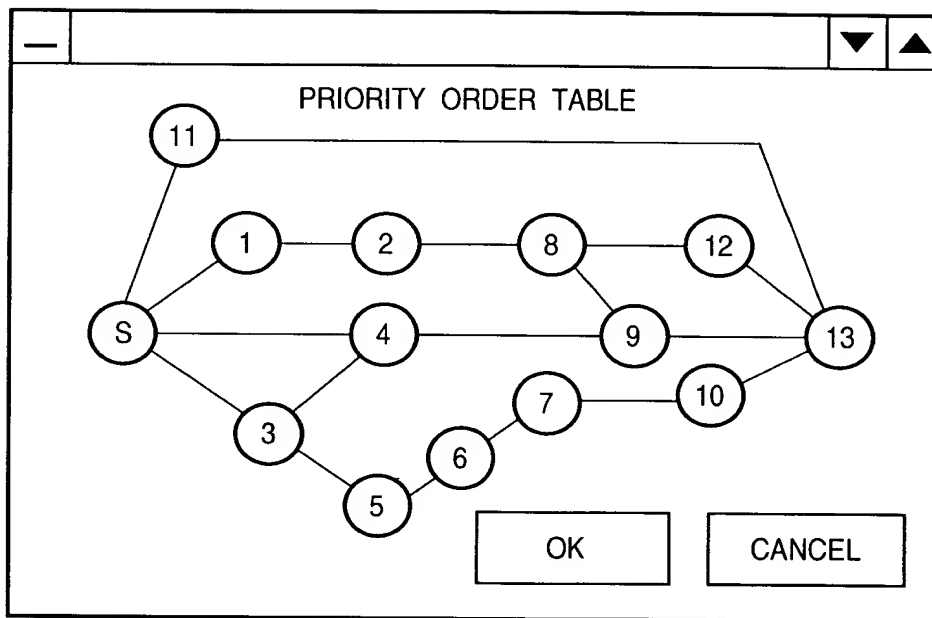 PRIORITY ORDER TABLE
11
1 2 8 12
S 4 9 13
7 10
3 6
5
OK CANCEL